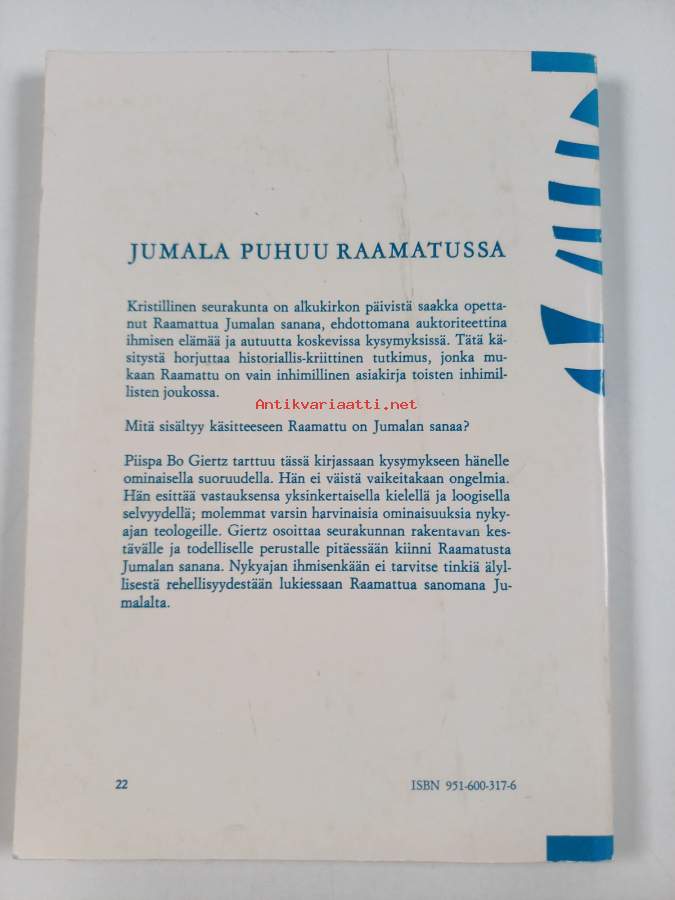 JUMALA PUHUU RAAMATUSSA
Kristillinen seurakunta on alkukirkon päivistä saakka opetta-
nut Raamattua Jumalan sanana, ehdottomana auktoriteettina
ihmisen elämää ja autuutta koskevissa kysymyksissä. Tätä kä-
sitystä horjuttaa historiallis-kriittinen tutkimus, jonka mu-
kaan Raamattu on vain inhimillinen asiakirja toisten inhimil-
listen joukossa.
Antikvariaatti.net
Mitä sisältyy käsitteeseen Raamattu on Jumalan sanaa?
Piispa Bo Giertz tarttuu tässä kirjassaan kysymykseen hänelle
ominaisella suoruudella. Hän ei väistä vaikeitakaan ongelmia.
Hän esittää vastauksensa yksinkertaisella kielellä ja loogisella
selvyydellä; molemmat varsin harvinaisia ominaisuuksia nyky-
ajan teologeille. Giertz osoittaa seurakunnan rakentavan kes-
tävälle ja todelliselle perustalle pitäessään kiinni Raamatusta
Jumalan sanana. Nykyajan ihmisenkään ei tarvitse tinkiä älyl-
lisestä rehellisyydestään lukiessaan Raamattua sanomana Ju-
malalta.
22
ISBN 951-600-317-6